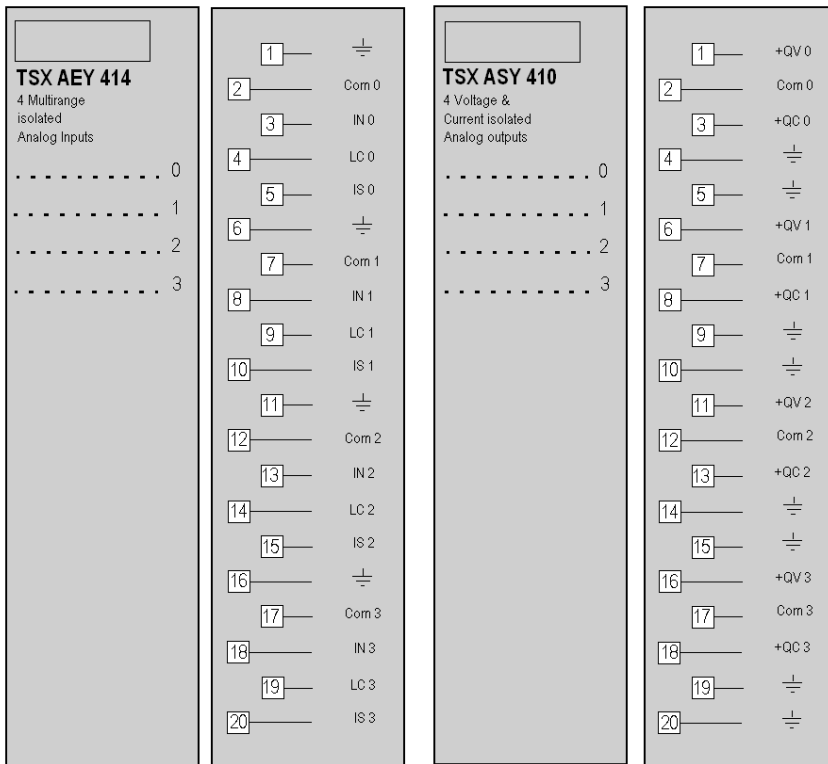 TSX AEY 414
4 Multirange
isolated
Analog Inputs
0
1
2
3
1
2 Com 0
3 IN 0
4 LC 0
5 IS 0
6
7 Com 1
8 IN 1
9 LC 1
10 IS 1
11
12 Com 2
13 IN 2
14 LC 2
15 IS 2
16
17 Com 3
18 IN 3
19 LC 3
20 IS 3
TSX ASY 410
4 Voltage &
Current isolated
Analog outputs
0
1
2
3
1 +QV 0
2 Com 0
3 +QC 0
4
5
6 +QV 1
7 Com 1
8 +QC 1
9
10
11 +QV 2
12 Com 2
13 +QC 2
14
15
16 +QV 3
17 Com 3
18 +QC 3
19
20